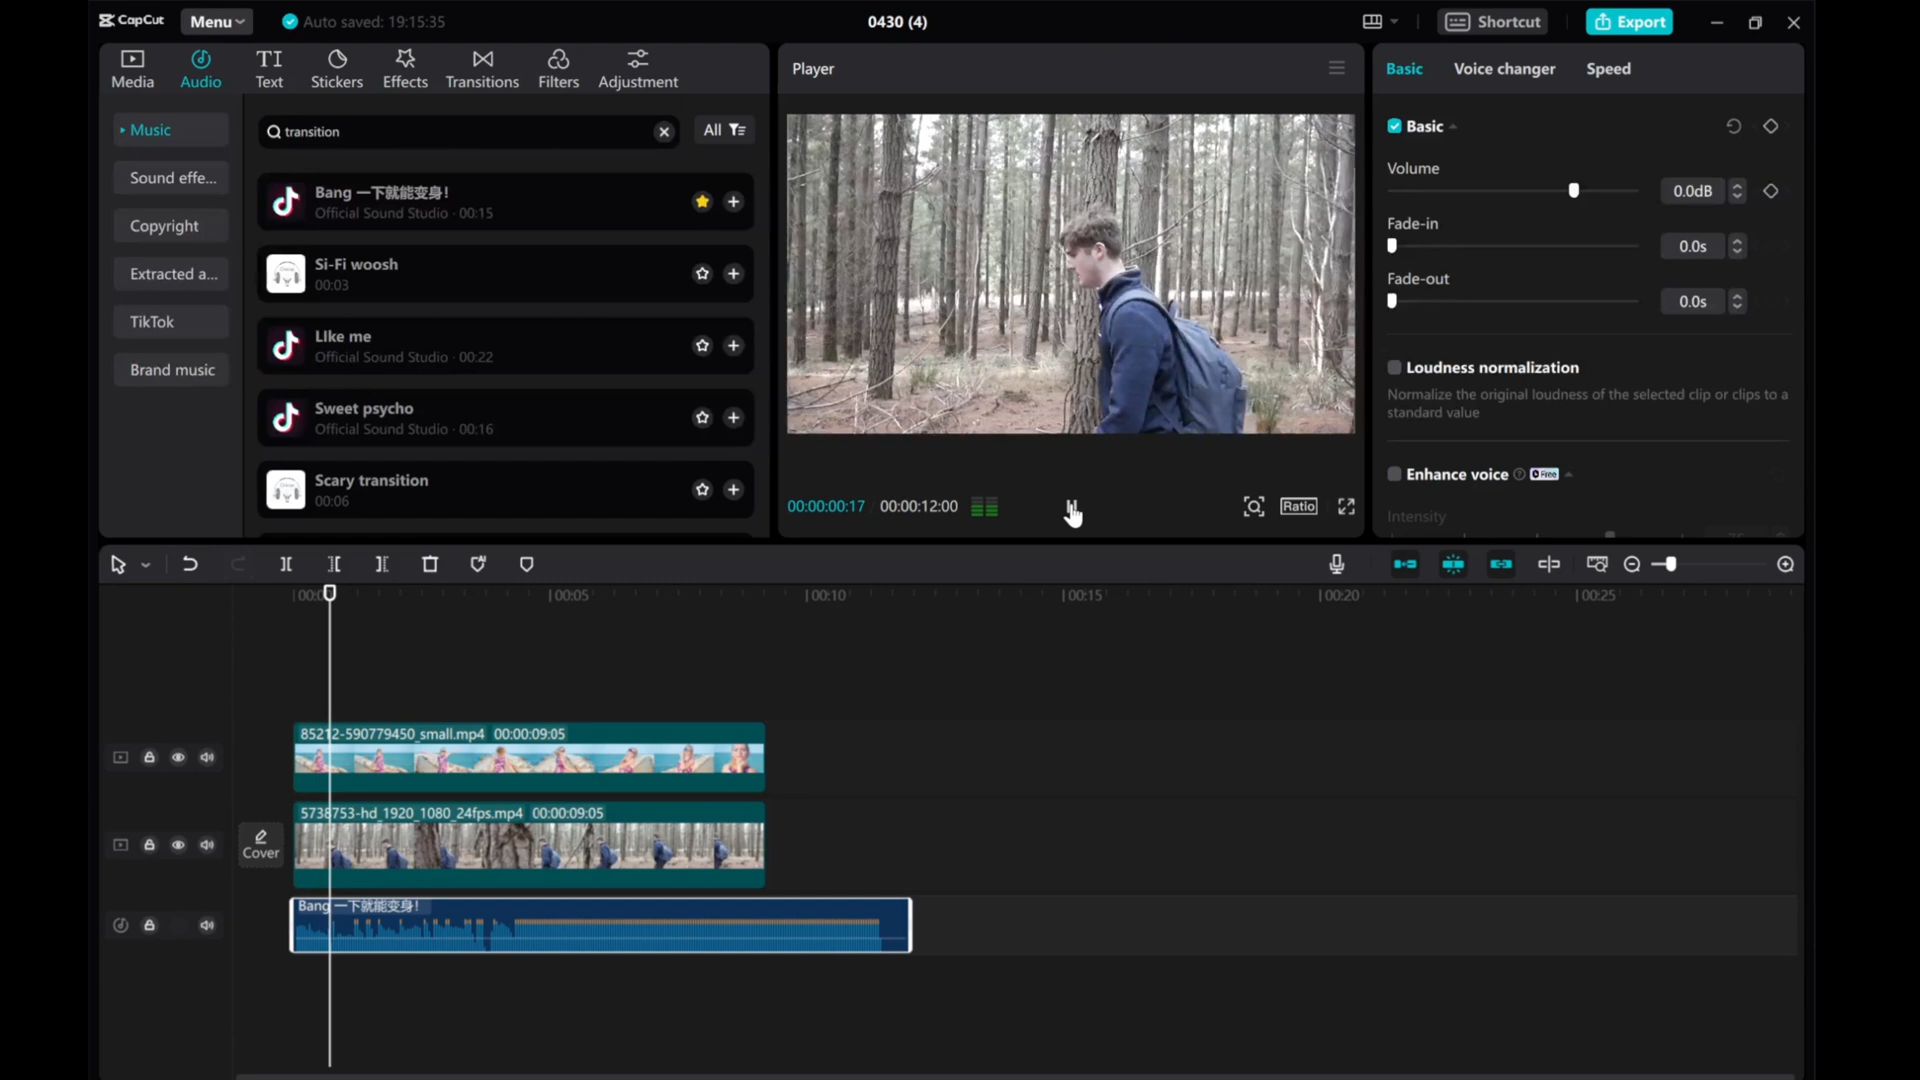 CapCut
Menu
Auto saved: 19:15:35
0430 (4)
Shortcut
Export
Media
Audio
Text
Stickers
Effects
Transitions
Filters
Adjustment
Music
Sound effe...
Copyright
Extracted a...
TikTok
Brand music
transition
All
Bang 一下就能变身!
Official Sound Studio · 00:15
Si-Fi woosh
00:03
LIke me
Official Sound Studio · 00:22
Sweet psycho
Official Sound Studio · 00:16
Scary transition
00:06
Player
00:00:00:17
00:00:12:00
Ratio
Basic
Voice changer
Speed
Basic
Volume
0.0dB
Fade-in
0.0s
Fade-out
0.0s
Loudness normalization
Normalize the original loudness of the selected clip or clips to a
standard value
Enhance voice
Free
Intensity
00:05
00:10
00:15
00:20
00:25
85212-590779450_small.mp4 00:00:09:05
5738753-hd_1920_1080_24fps.mp4 00:00:09:05
Cover
Bang 一下就能变身!